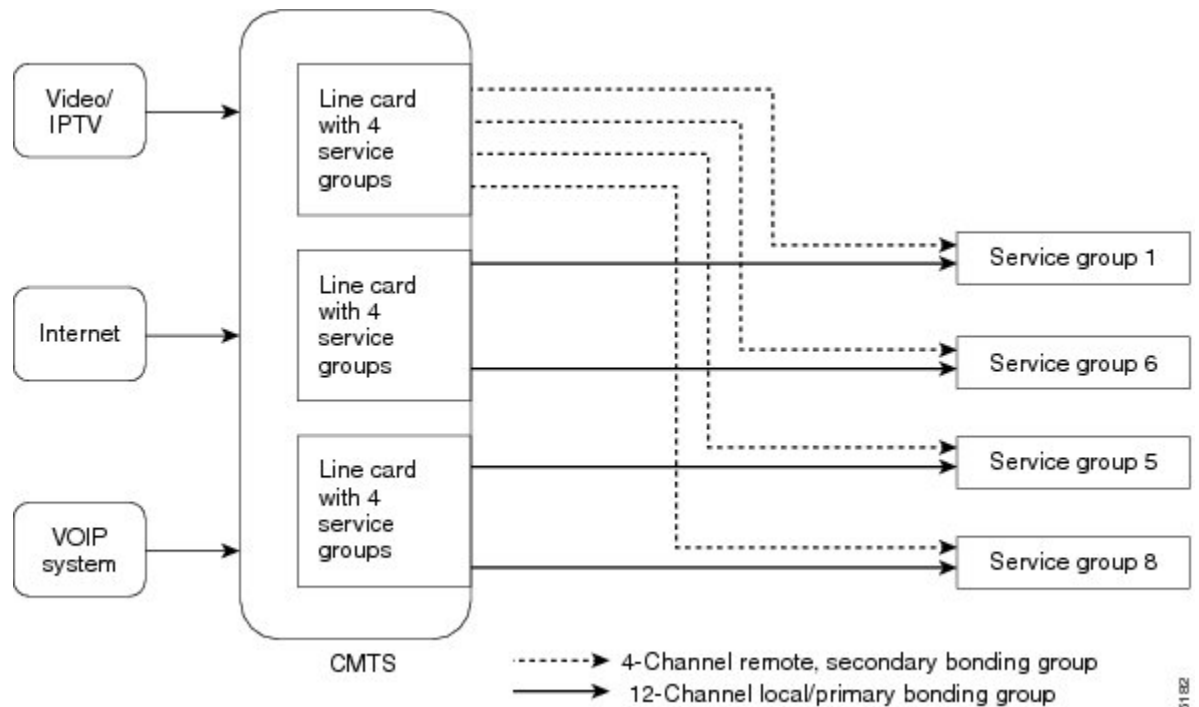 Video/
IPTV
Line card
with 4
service
groups
Service group 1
Internet
Line card
with 4
service
groups
Service group 6
Service group 5
VOIP
system
Line card
with 4
service
groups
Service group 8
CMTS
4-Channel remote, secondary bonding group
12-Channel local/primary bonding group